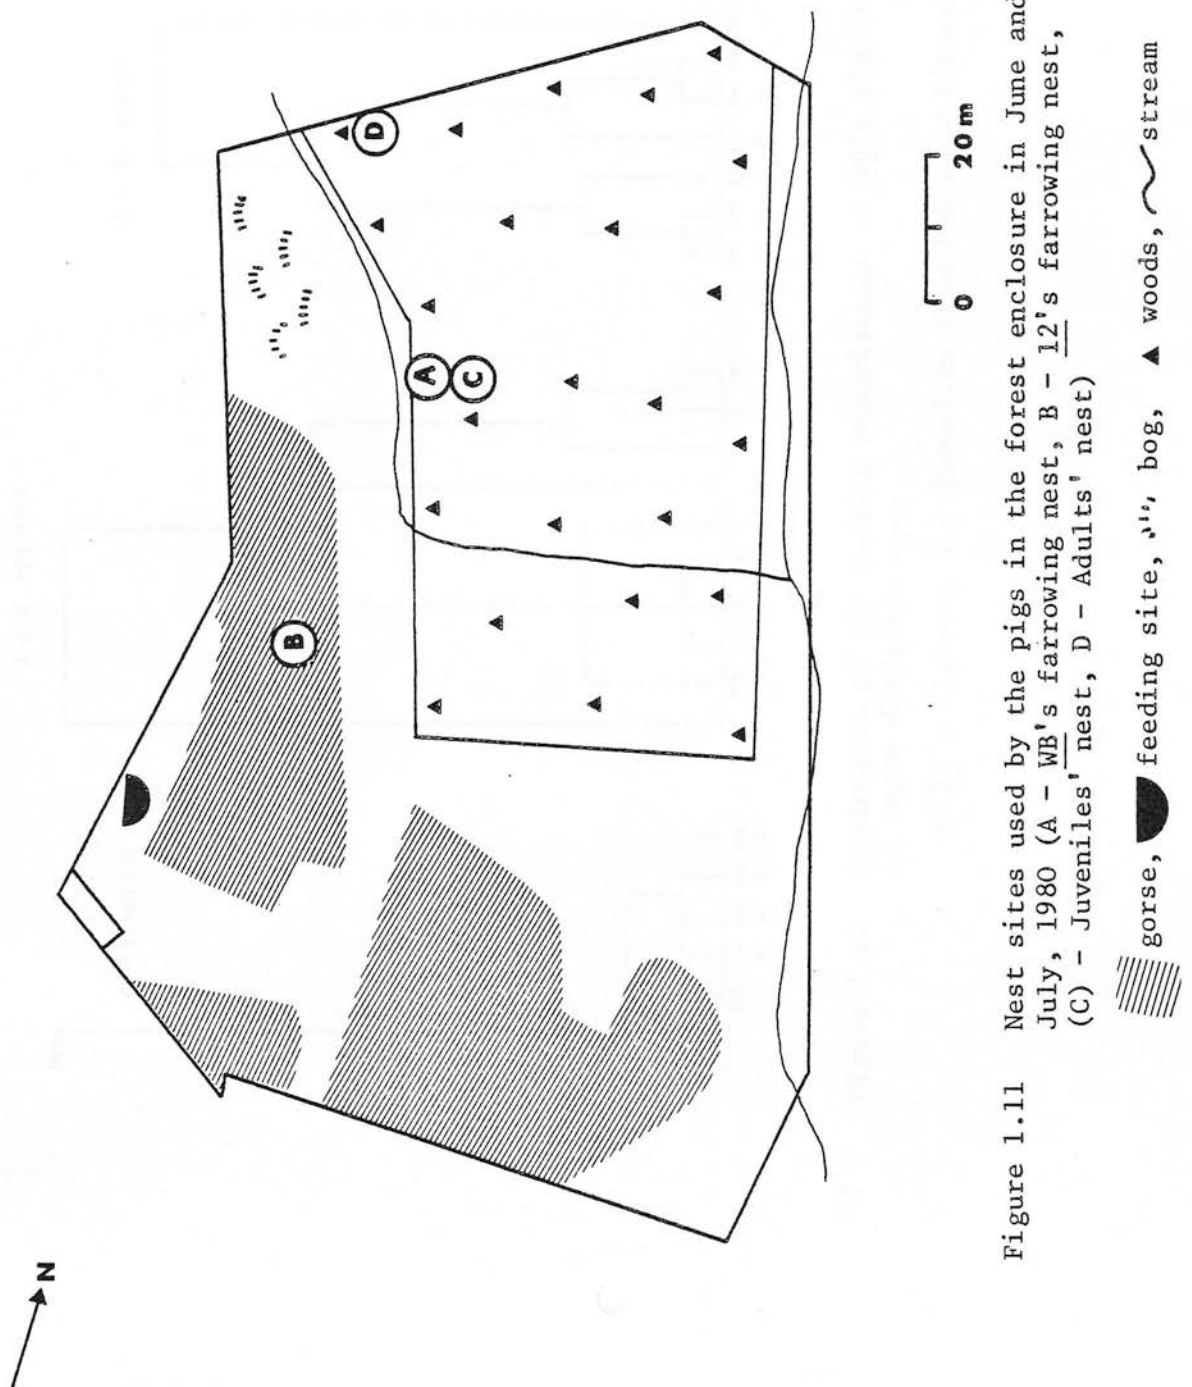 N
B
A
C
D
0 20m
Figure 1.11 Nest sites used by the pigs in the forest enclosure in June and
July, 1980 (A - WB's farrowing nest, B - 12's farrowing nest,
(C) - Juveniles' nest, D - Adults' nest)
gorse, feeding site, bog, woods, stream